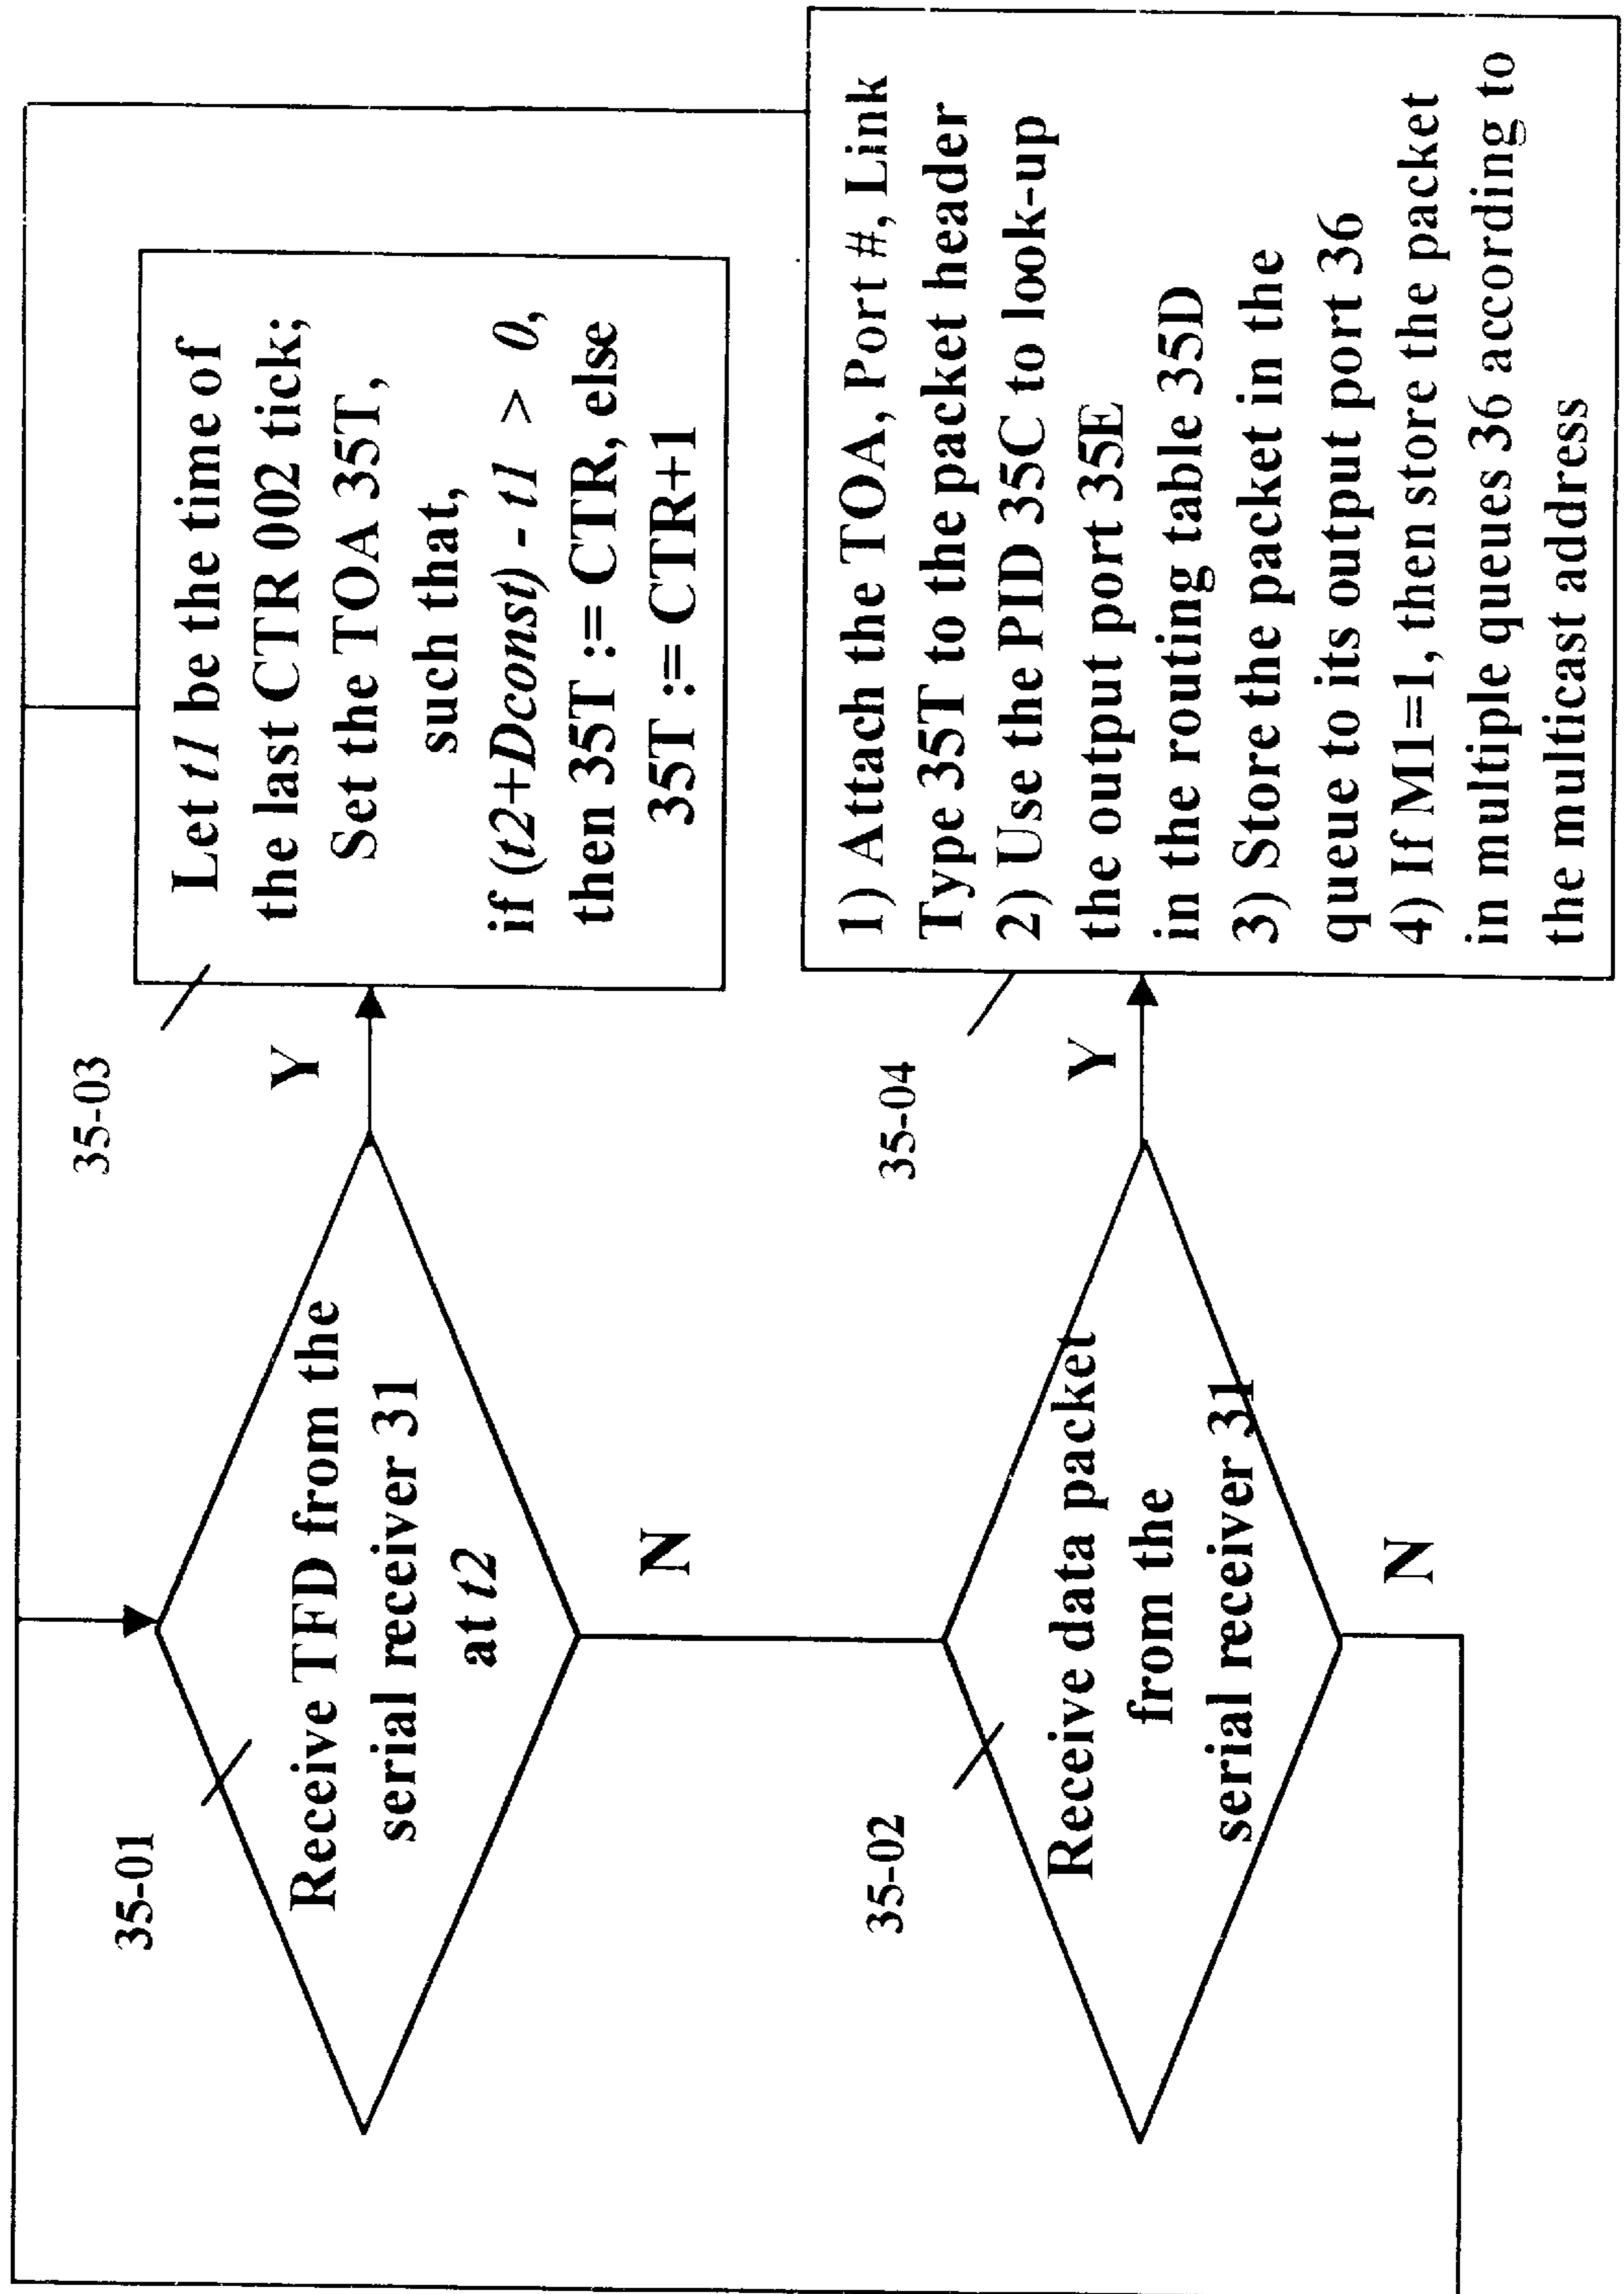 35-01
Receive TFD from the
serial receiver 31
at t2
Y
N
35-03
Let t1 be the time of
the last CTR 002 tick;
Set the TOA 35T,
such that,
if (t2+Dconst) - t1 > 0,
then 35T := CTR, else
35T := CTR+1
35-02
Receive data packet
from the
serial receiver 31
Y
N
35-04
1) Attach the TOA, Port #, Link
Type 35T to the packet header
2) Use the PID 35C to look-up
the output port 35E
in the routing table 35D
3) Store the packet in the
queue to its output port 36
4) If M1=1, then store the packet
in multiple queues 36 according to
the multicast address